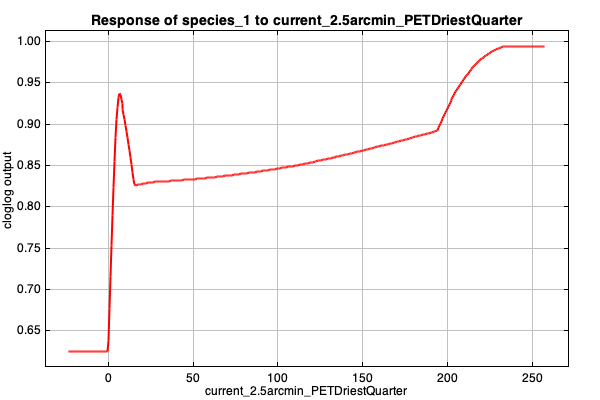 Response of species_1 to current_2.5arcmin_PETDriestQuarter
1.00
0.95
0.90
0.85
0.80
0.75
0.70
0.65
cloglog output
0 50 100 150 200 250
current_2.5arcmin_PETDriestQuarter